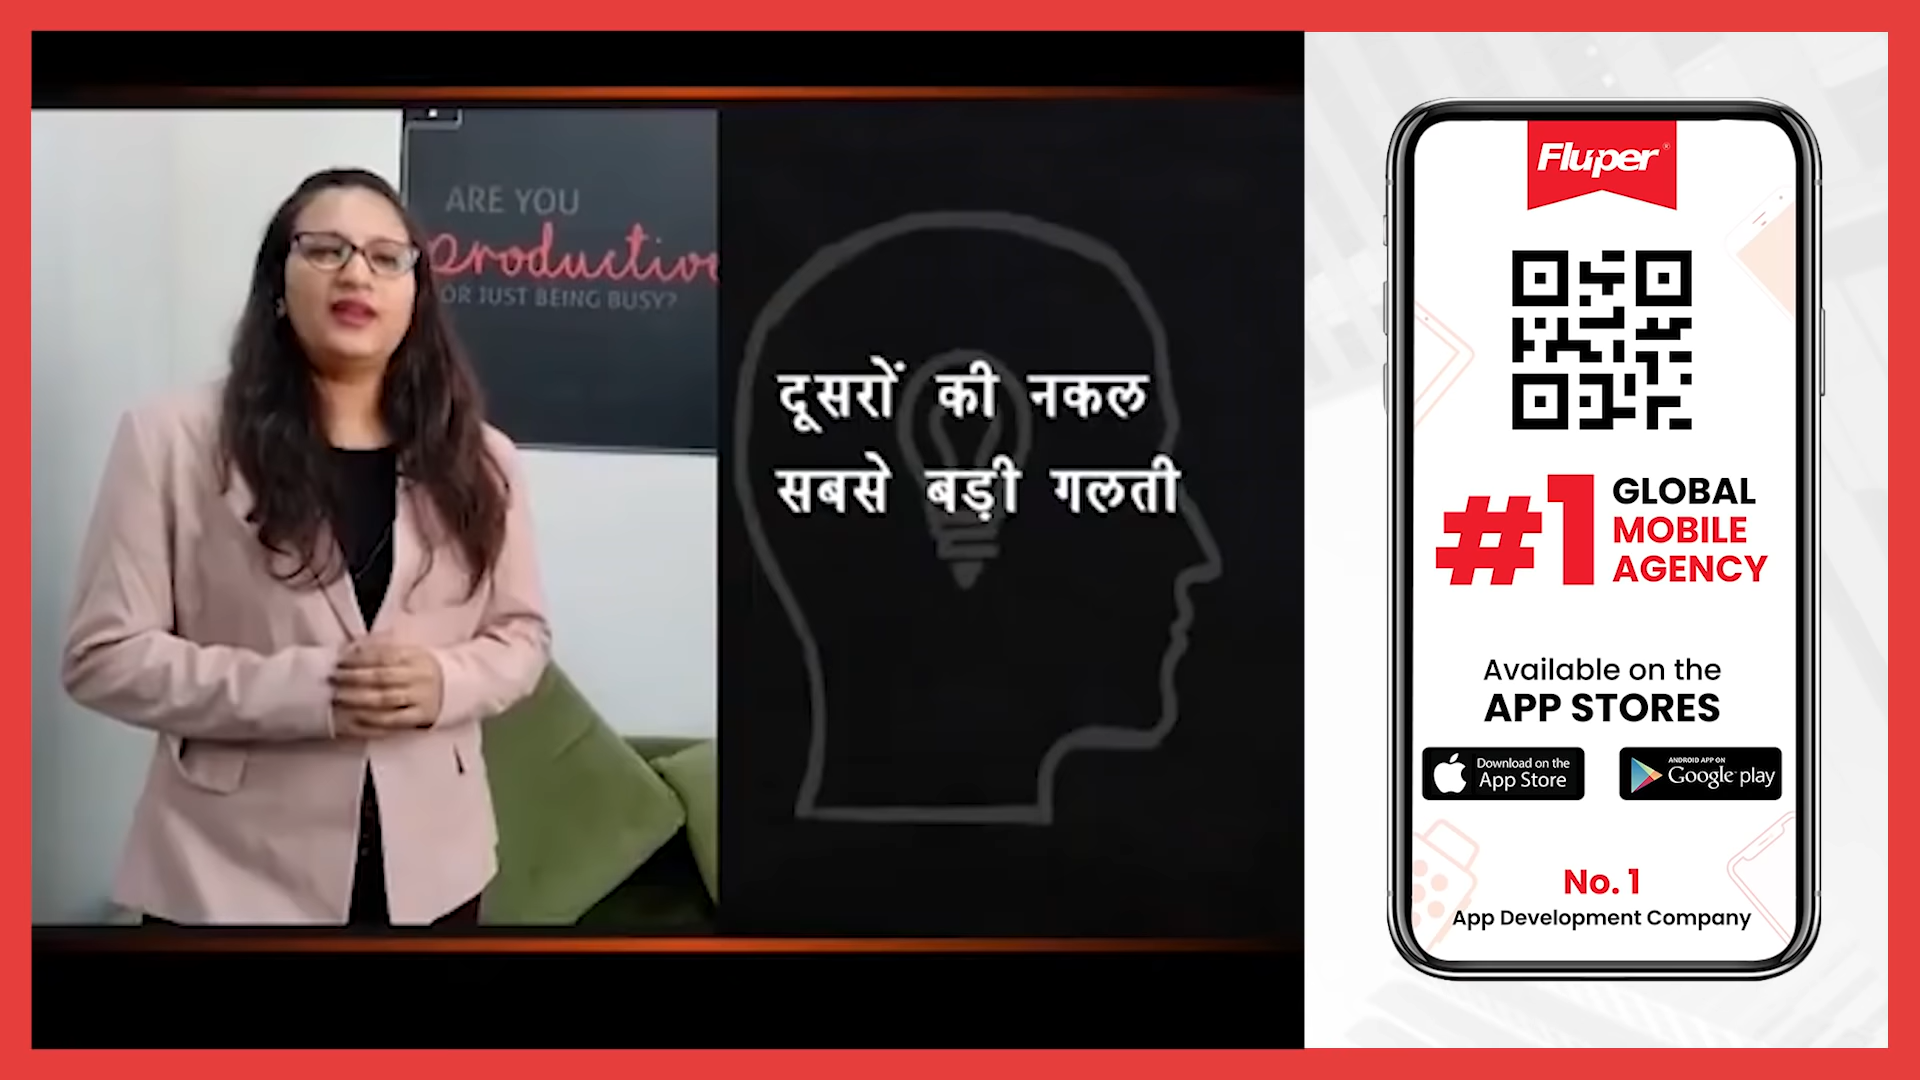 ARE YOU
productive
OR JUST BEING BUSY?
दूसरों की नकल
सबसे बड़ी गलती
Fluper®
#1 GLOBAL
MOBILE
AGENCY
Available on the
APP STORES
Download on the
App Store
ANDROID APP ON
Google play
No. 1
App Development Company